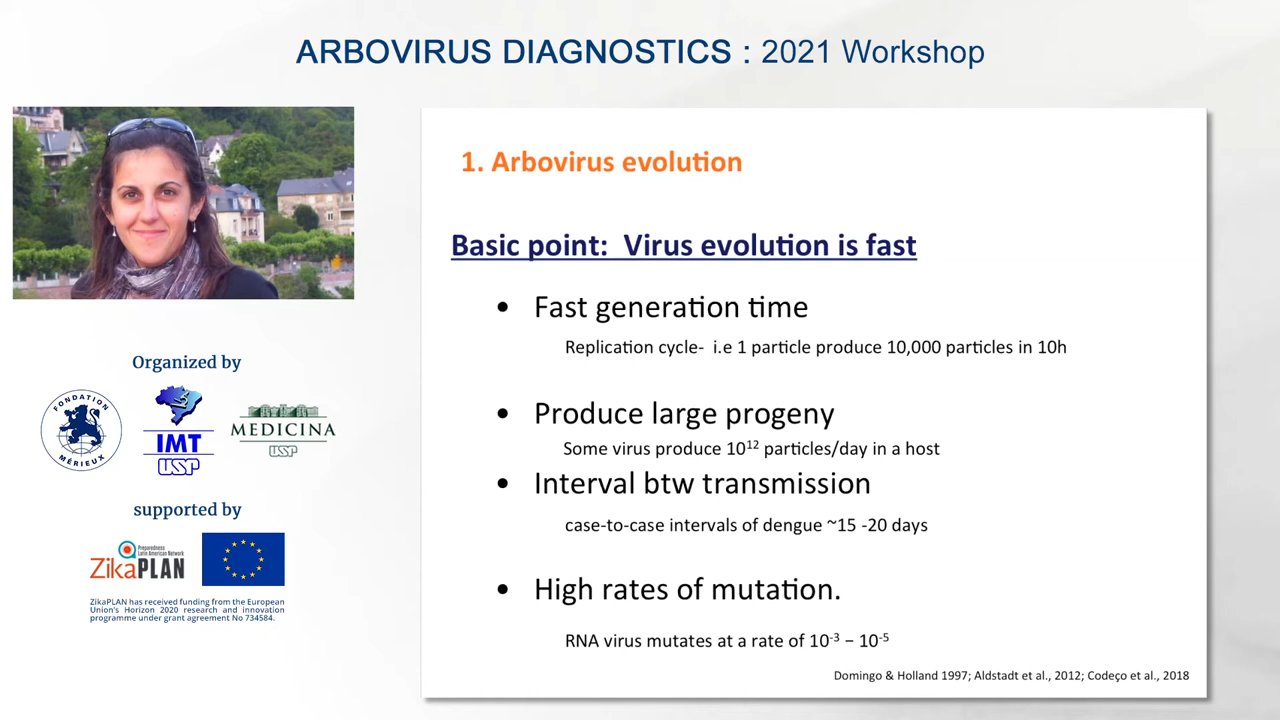 ARBOVIRUS DIAGNOSTICS : 2021 Workshop
1. Arbovirus evolution
Basic point: Virus evolution is fast
• Fast generation time
Replication cycle- i.e 1 particle produce 10,000 particles in 10h
• Produce large progeny
Some virus produce 10¹² particles/day in a host
• Interval btw transmission
case-to-case intervals of dengue ~15 -20 days
• High rates of mutation.
RNA virus mutates at a rate of 10⁻³ – 10⁻⁵
Domingo & Holland 1997; Aldstadt et al., 2012; Codeço et al., 2018
Organized by
FONDATION
MÉRIEUX
IMT
USP
MEDICINA
USP
supported by
Preparedness
Latin American Network
ZikaPLAN
ZikaPLAN has received funding from the European
Union's Horizon 2020 research and innovation
programme under grant agreement No 734584.